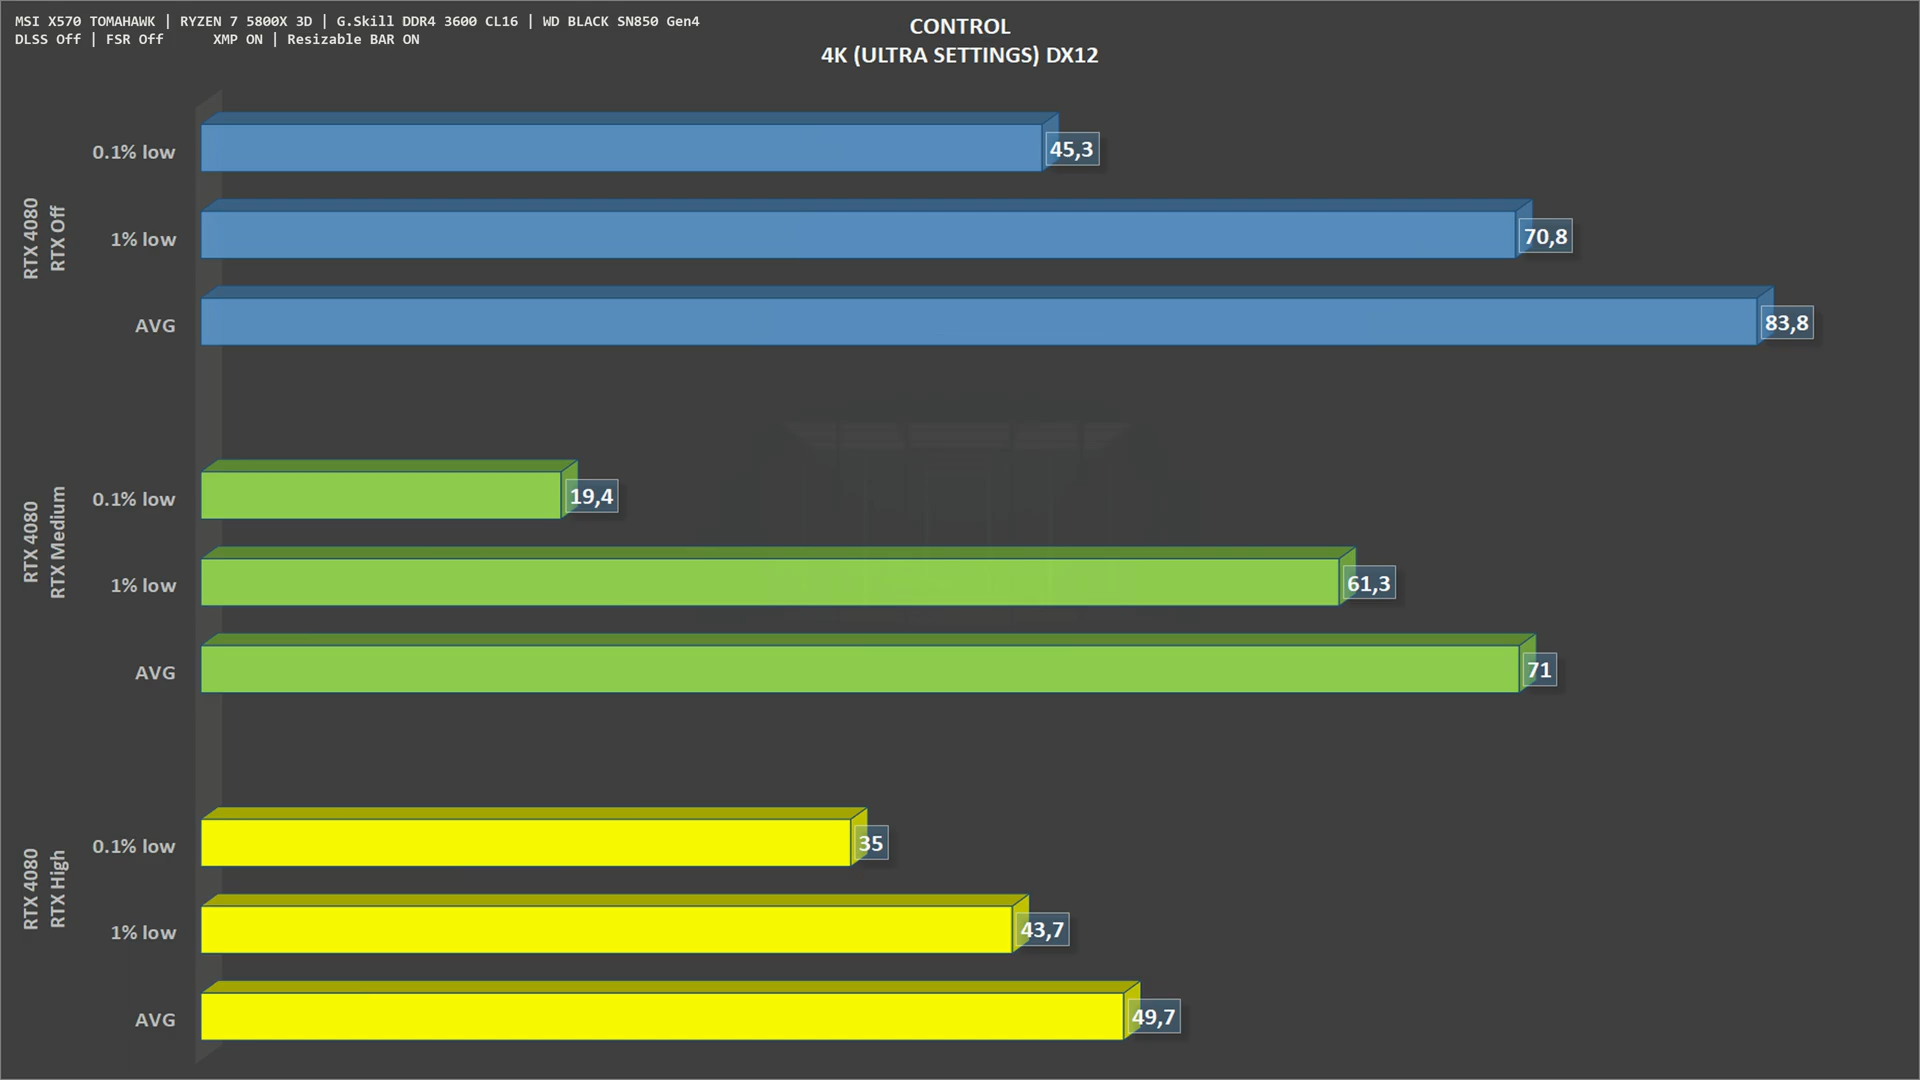 MSI X570 TOMAHAWK | RYZEN 7 5800X 3D | G.Skill DDR4 3600 CL16 | WD BLACK SN850 Gen4
DLSS Off | FSR Off XMP ON | Resizable BAR ON
CONTROL
4K (ULTRA SETTINGS) DX12
RTX 4080
RTX Off
0.1% low
45,3
1% low
70,8
AVG
83,8
RTX 4080
RTX Medium
0.1% low
19,4
1% low
61,3
AVG
71
RTX 4080
RTX High
0.1% low
35
1% low
43,7
AVG
49,7